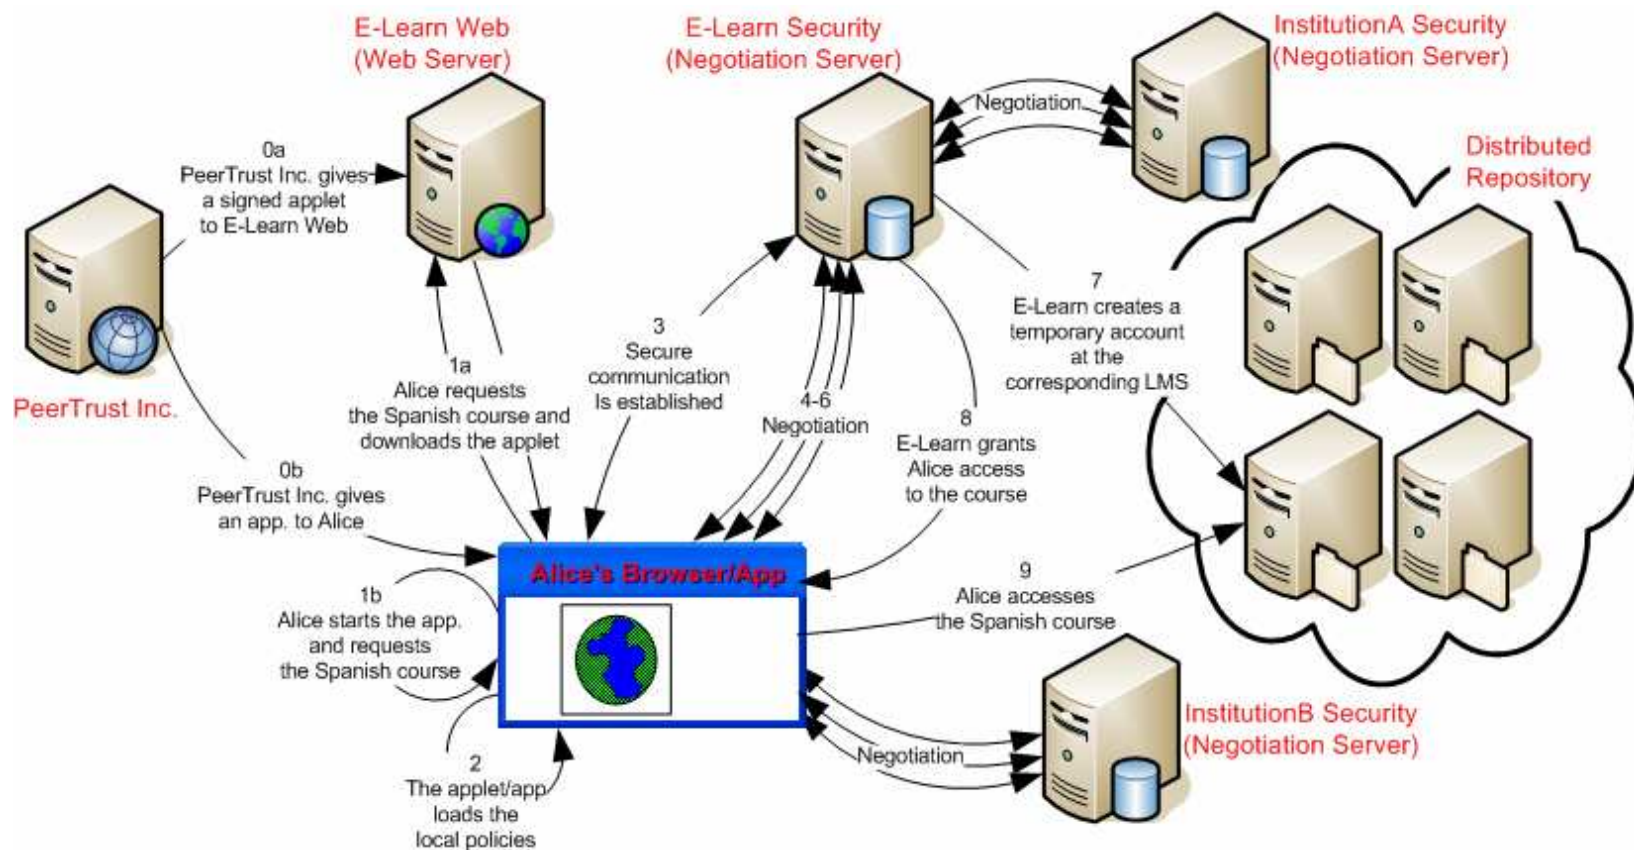 E-Learn Web
(Web Server)
E-Learn Security
(Negotiation Server)
InstitutionA Security
(Negotiation Server)
Negotiation
Distributed
Repository
0a
PeerTrust Inc. gives
a signed applet
to E-Learn Web
PeerTrust Inc.
1a
Alice requests
the Spanish course and
downloads the applet
3
Secure
communication
Is established
4-6
Negotiation
7
E-Learn creates a
temporary account
at the
corresponding LMS
8
E-Learn grants
Alice access
to the course
0b
PeerTrust Inc. gives
an app. to Alice
Alice's Browser/App
1b
Alice starts the app.
and requests
the Spanish course
9
Alice accesses
the Spanish course
2
The applet/app
loads the
local policies
Negotiation
InstitutionB Security
(Negotiation Server)